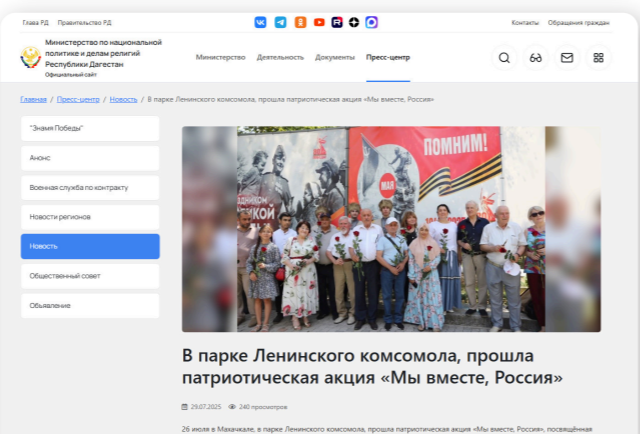 Глава РД Правительство РД Контакты Обращения граждан
Министерство по национальной
политике и делам религий
Республики Дагестан
Официальный сайт
Министерство Деятельность Документы Пресс-центр
Главная / Пресс-центр / Новость / В парке Ленинского комсомола, прошла патриотическая акция «Мы вместе, Россия»
"Знамя Победы"
Анонс
Военная служба по контракту
Новости регионов
Новость
Общественный совет
Объявление
ПОМНИМ!
МАЯ
В парке Ленинского комсомола, прошла
патриотическая акция «Мы вместе, Россия»
29.07.2025 240 просмотров
26 июля в Махачкале, в парке Ленинского комсомола, прошла патриотическая акция «Мы вместе, Россия», посвящённая